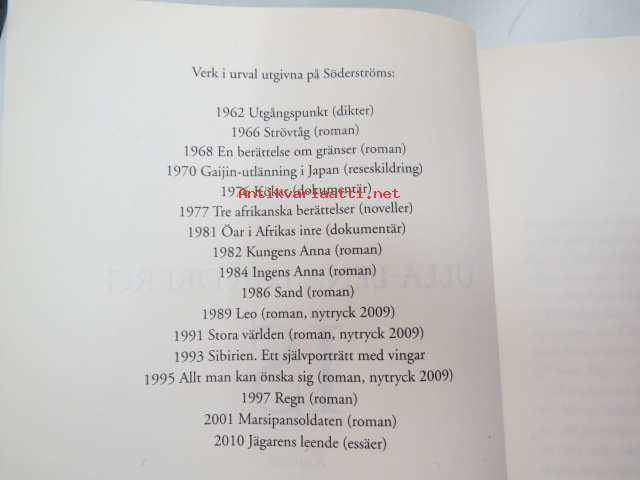 Verk i urval utgivna på Söderströms:
1962 Utgångspunkt (dikter)
1966 Strövtåg (roman)
1968 En berättelse om gränser (roman)
1970 Gaijin-utlänning i Japan (reseskildring)
1976 Kökar (dokumentär)
Antikvariaatti.net
1977 Tre afrikanska berättelser (noveller)
1981 Öar i Afrikas inre (dokumentär)
1982 Kungens Anna (roman)
1984 Ingens Anna (roman)
1986 Sand (roman)
1989 Leo (roman, nytryck 2009)
1991 Stora världen (roman, nytryck 2009)
1993 Sibirien. Ett självporträtt med vingar
1995 Allt man kan önska sig (roman, nytryck 2009)
1997 Regn (roman)
2001 Marsipansoldaten (roman)
2010 Jägarens leende (essäer)